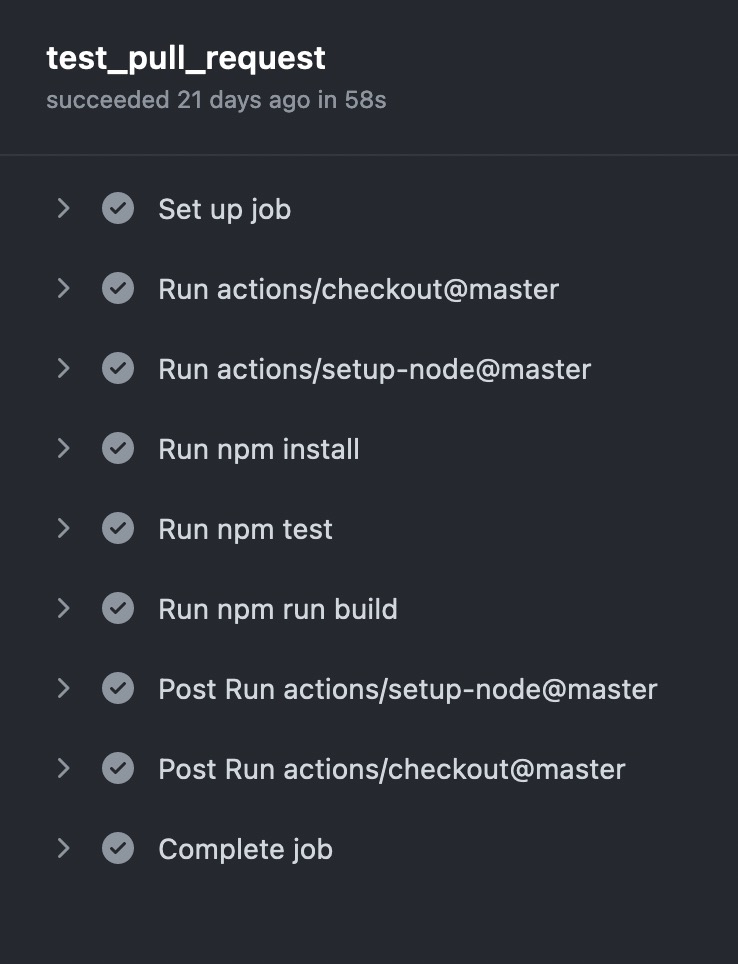 test_pull_request
succeeded 21 days ago in 58s
Set up job
Run actions/checkout@master
Run actions/setup-node@master
Run npm install
Run npm test
Run npm run build
Post Run actions/setup-node@master
Post Run actions/checkout@master
Complete job